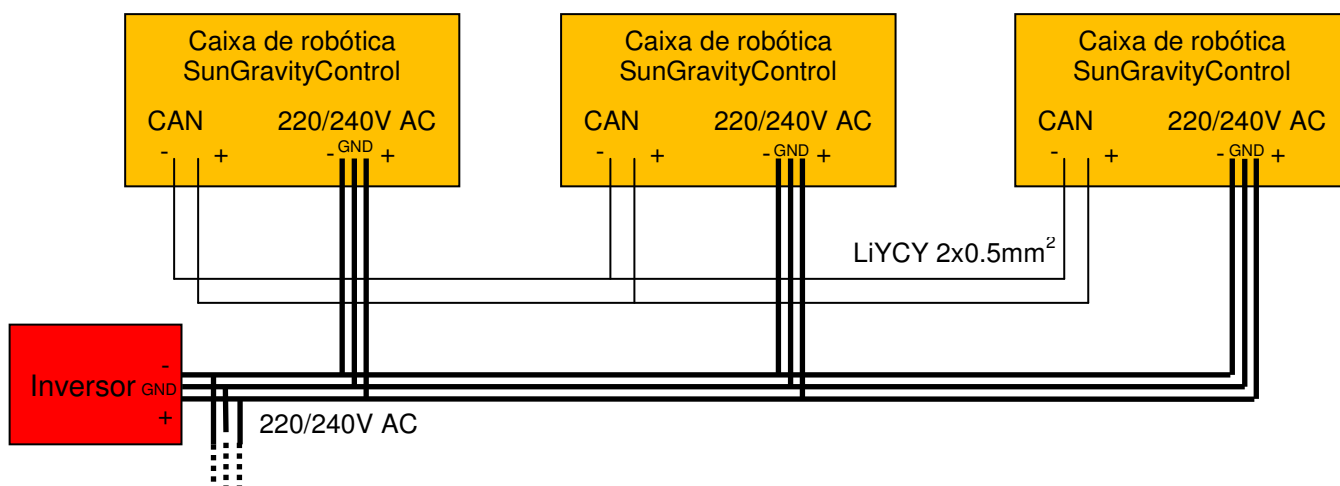 Caixa de robótica
SunGravityControl
CAN 220/240V AC
- + - GND +
Caixa de robótica
SunGravityControl
CAN 220/240V AC
- + - GND +
Caixa de robótica
SunGravityControl
CAN 220/240V AC
- + - GND +
LiYCY 2x0.5mm²
-
Inversor GND
+
220/240V AC